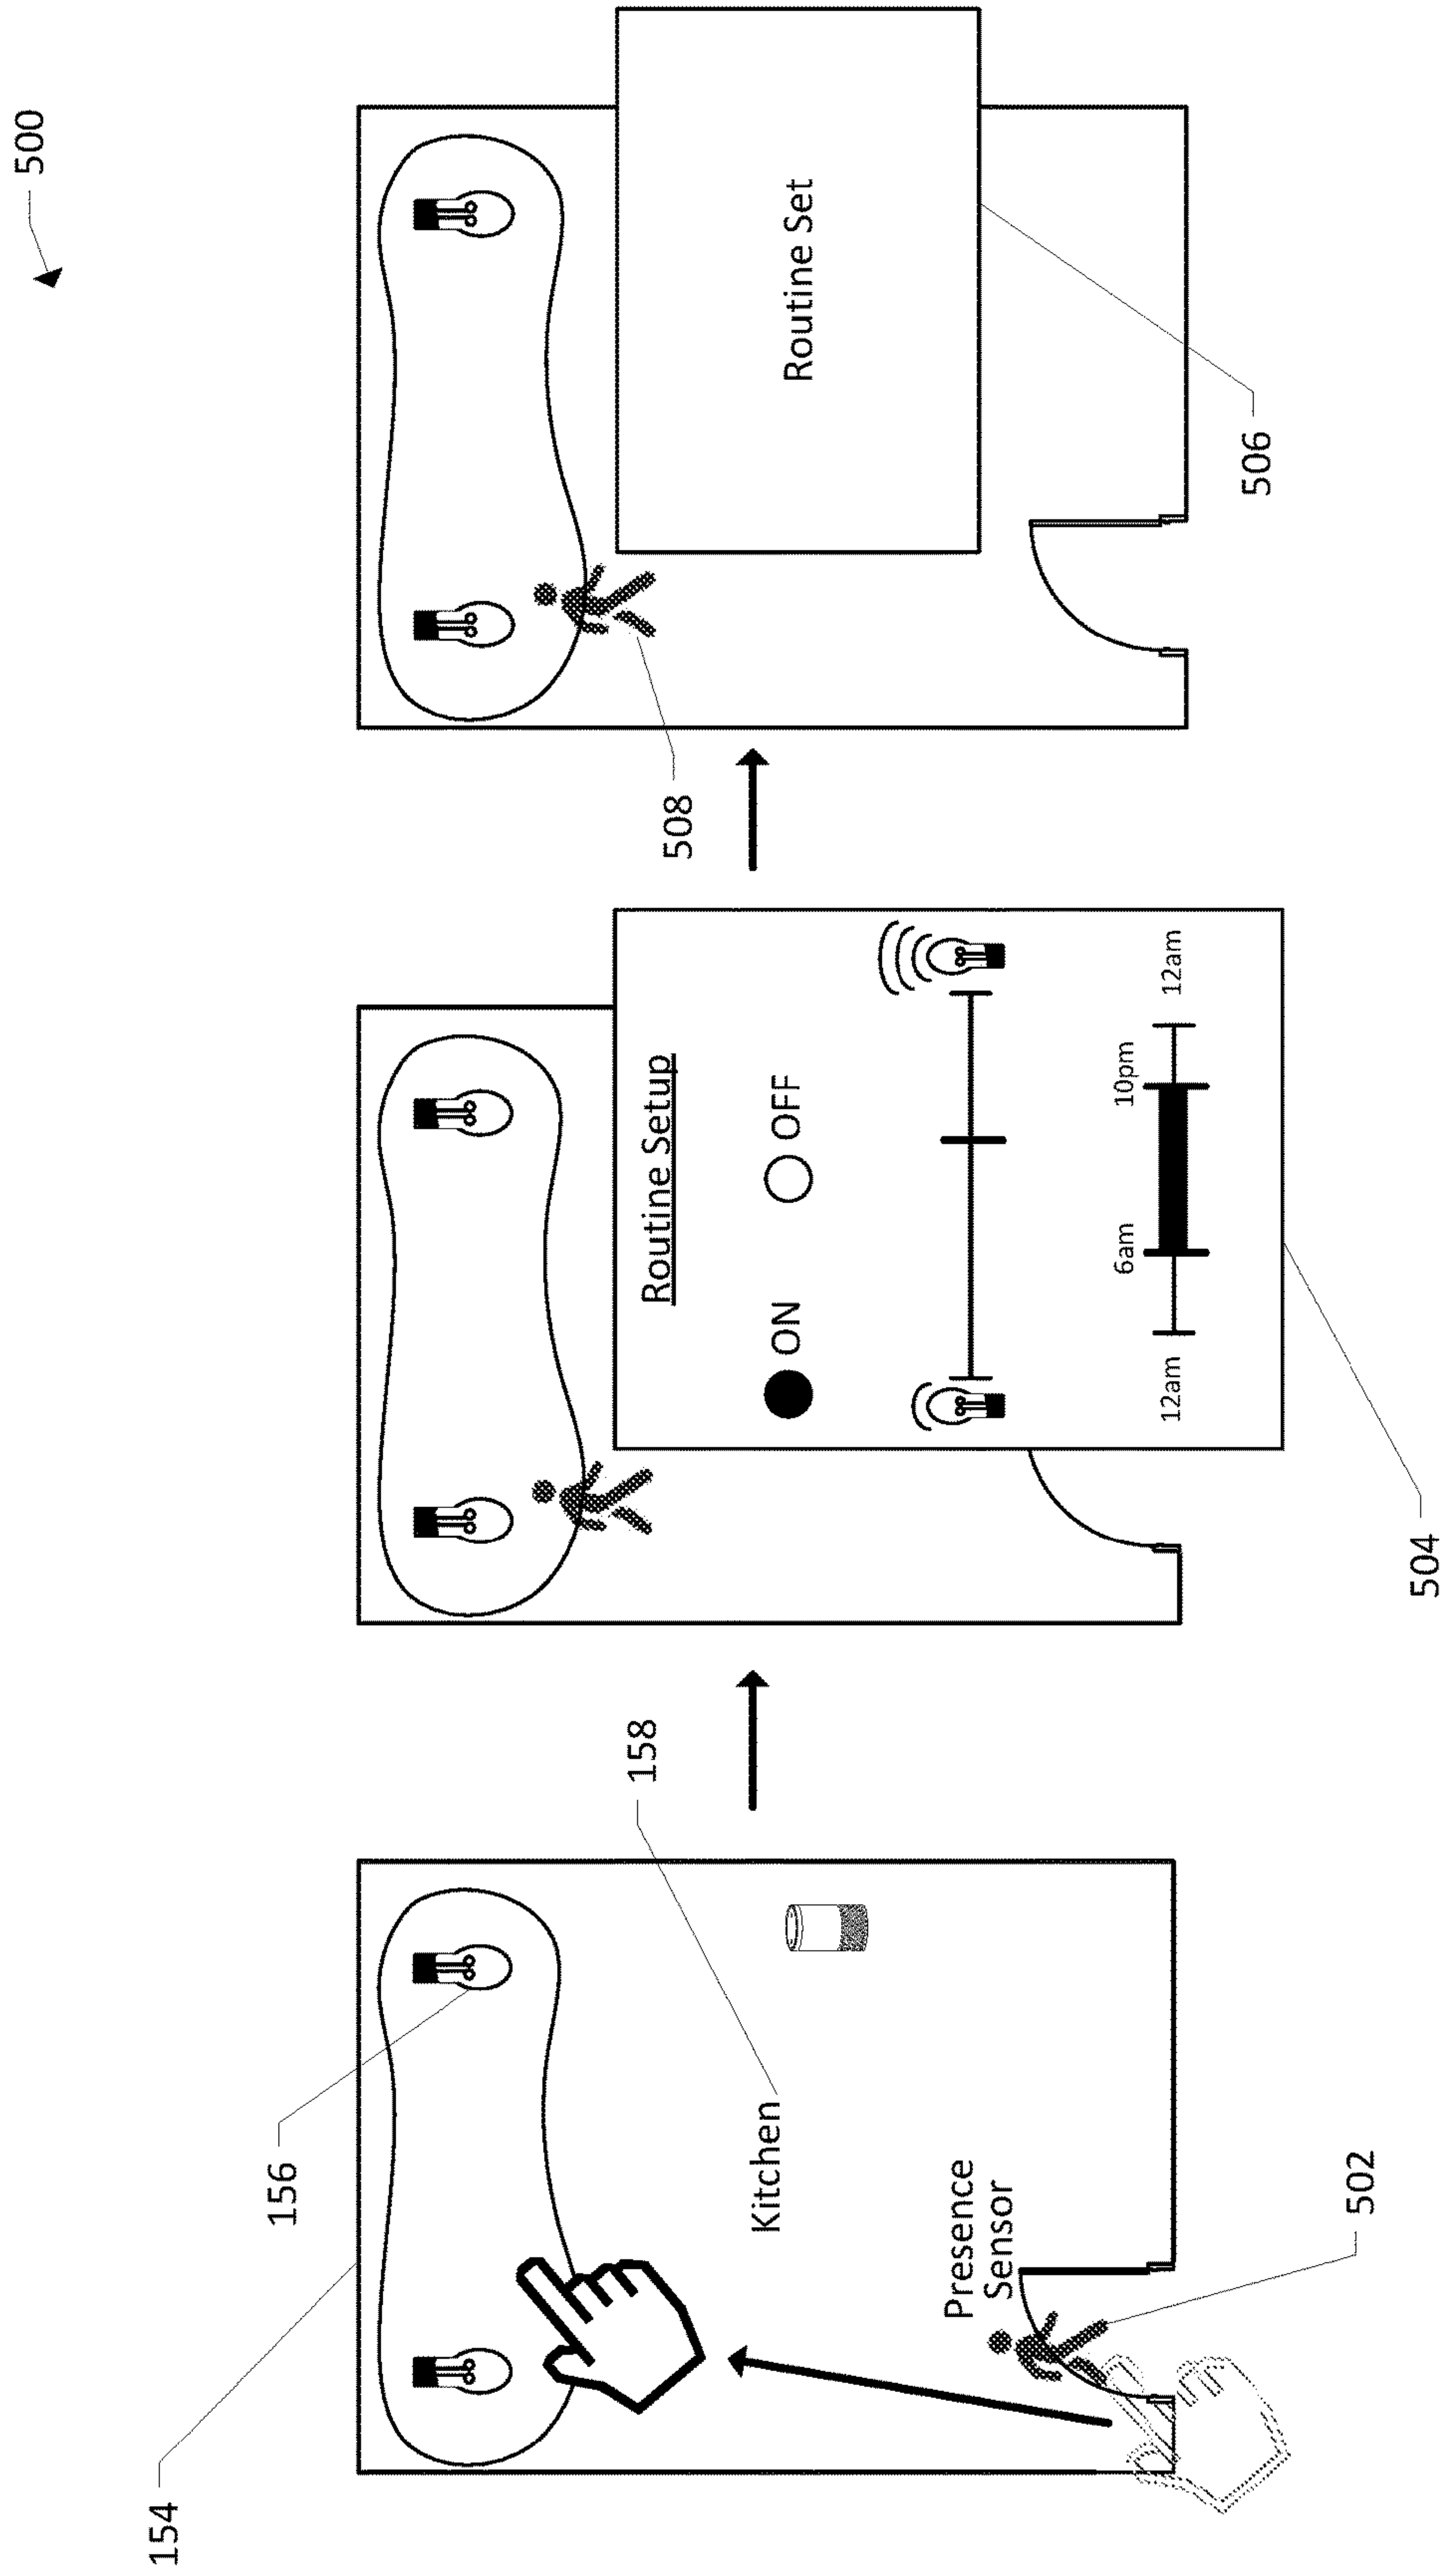 500
154
156
Kitchen
158
Presence
Sensor
502
Routine Setup
ON
OFF
12am
6am
10pm
12am
504
508
Routine Set
506